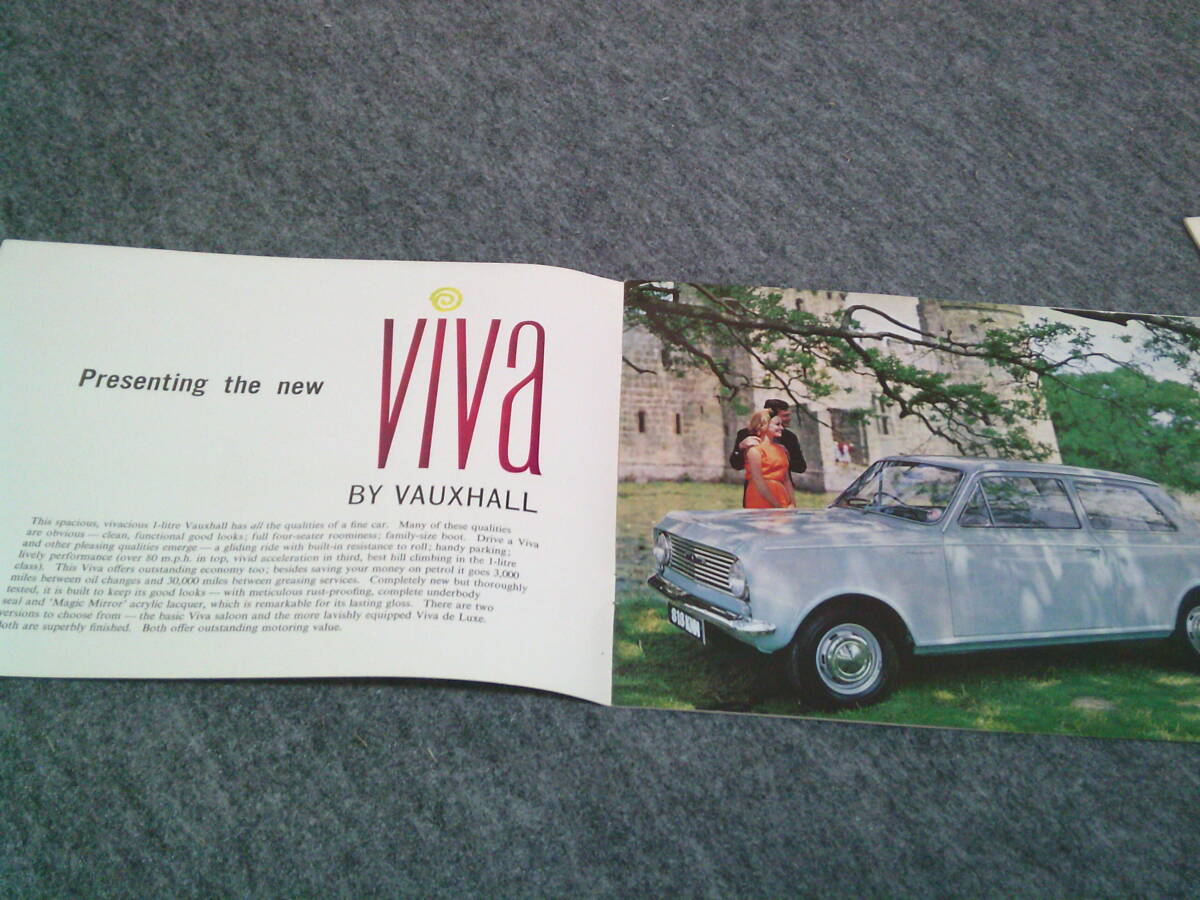 Presenting the new
viva
BY VAUXHALL
This spacious, vivacious 1-litre Vauxhall has all the qualities of a fine car. Many of these qualities
are obvious — clean, functional good looks; full four-seater roominess; family-size boot. Drive a Viva
and other pleasing qualities emerge — a gliding ride with built-in resistance to roll; handy parking;
lively performance (over 80 m.p.h. in top, vivid acceleration in third, best hill climbing in the 1-litre
class). This Viva offers outstanding economy too; besides saving your money on petrol it goes 3,000
miles between oil changes and 30,000 miles between greasing services. Completely new but thoroughly
tested, it is built to keep its good looks — with meticulous rust-proofing, complete underbody
seal and 'Magic Mirror' acrylic lacquer, which is remarkable for its lasting gloss. There are two
versions to choose from — the basic Viva saloon and the more lavishly equipped Viva de Luxe.
Both are superbly finished. Both offer outstanding motoring value.